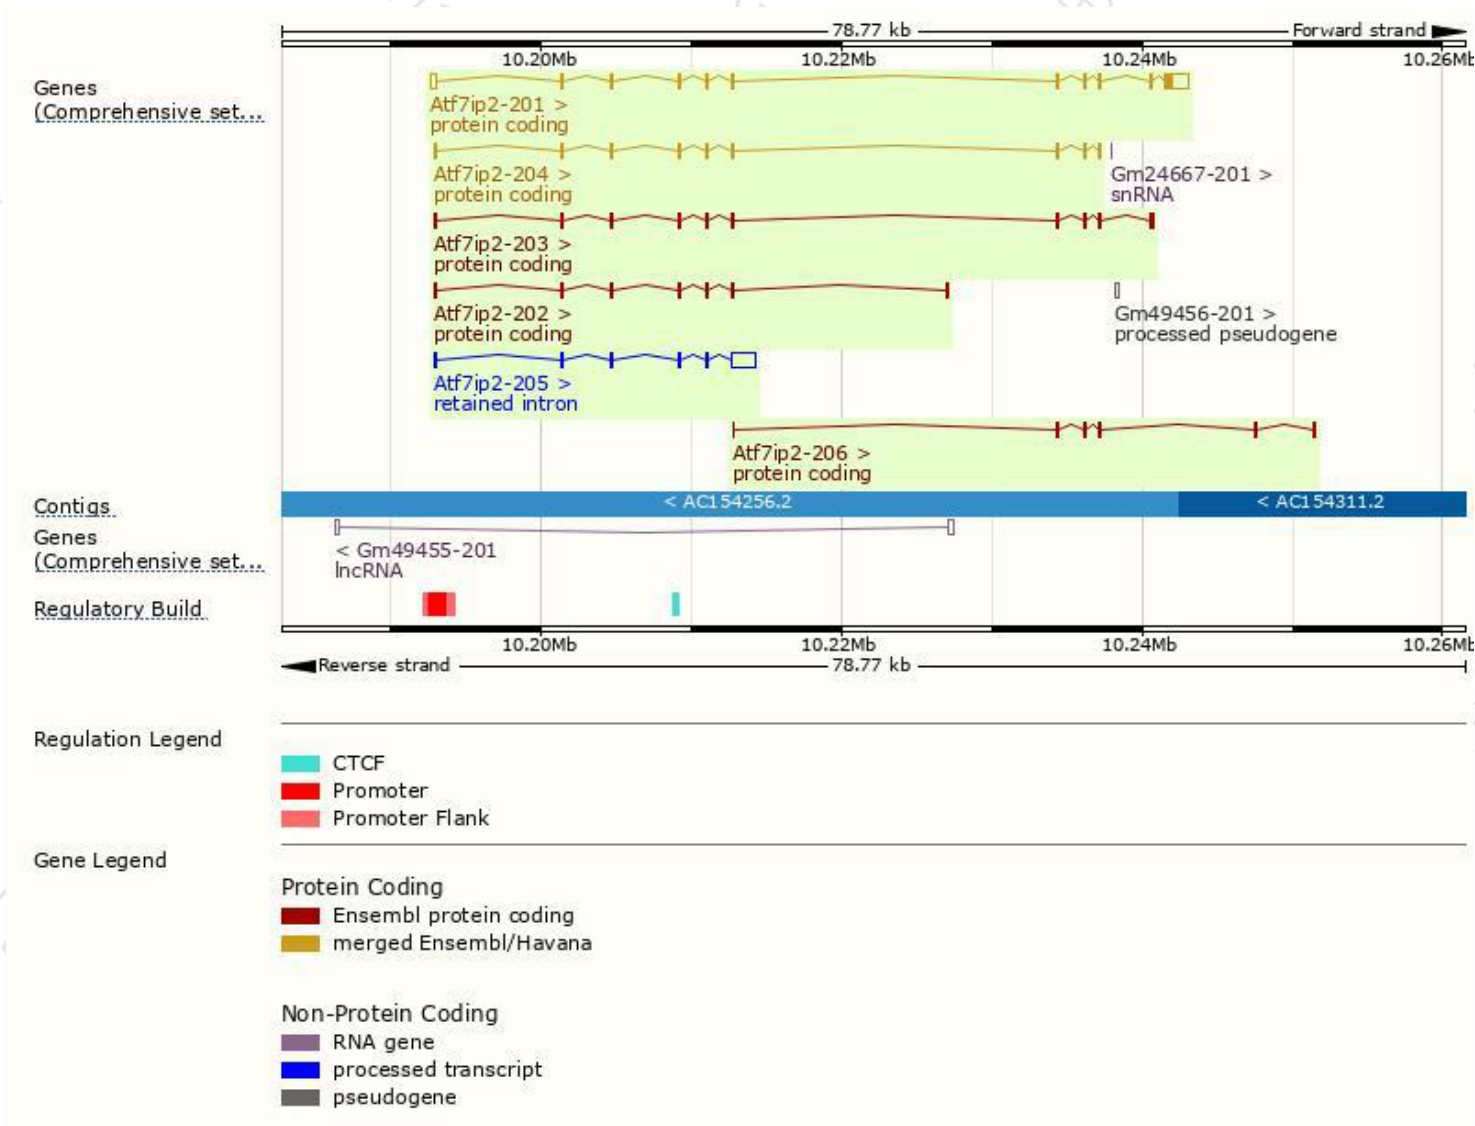 78.77 kb
Forward strand
10.20Mb 10.22Mb 10.24Mb 10.26Mb
Genes
(Comprehensive set...
Atf7ip2-201 >
protein coding
Atf7ip2-204 >
protein coding
Gm24667-201 >
snRNA
Atf7ip2-203 >
protein coding
Atf7ip2-202 >
protein coding
Gm49456-201 >
processed pseudogene
Atf7ip2-205 >
retained intron
Atf7ip2-206 >
protein coding
Contigs
< AC154256.2
< AC154311.2
Genes
(Comprehensive set...
< Gm49455-201
lncRNA
Regulatory Build
10.20Mb 10.22Mb 10.24Mb 10.26Mb
Reverse strand
78.77 kb
Regulation Legend
CTCF
Promoter
Promoter Flank
Gene Legend
Protein Coding
Ensembl protein coding
merged Ensembl/Havana
Non-Protein Coding
RNA gene
processed transcript
pseudogene